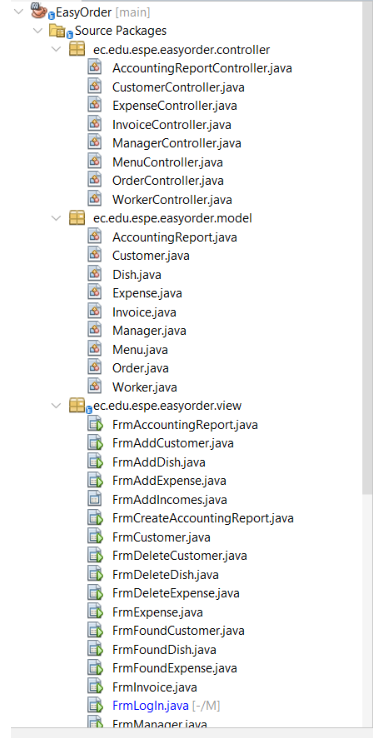 EasyOrder [main]
Source Packages
ec.edu.espe.easyorder.controller
AccountingReportController.java
CustomerController.java
ExpenseController.java
InvoiceController.java
ManagerController.java
MenuController.java
OrderController.java
WorkerController.java
ec.edu.espe.easyorder.model
AccountingReport.java
Customer.java
Dish.java
Expense.java
Invoice.java
Manager.java
Menu.java
Order.java
Worker.java
ec.edu.espe.easyorder.view
FrmAccountingReport.java
FrmAddCustomer.java
FrmAddDish.java
FrmAddExpense.java
FrmAddIncomes.java
FrmCreateAccountingReport.java
FrmCustomer.java
FrmDeleteCustomer.java
FrmDeleteDish.java
FrmDeleteExpense.java
FrmExpense.java
FrmFoundCustomer.java
FrmFoundDish.java
FrmFoundExpense.java
FrmInvoice.java
FrmLogIn.java [-/M]
FrmManager.java